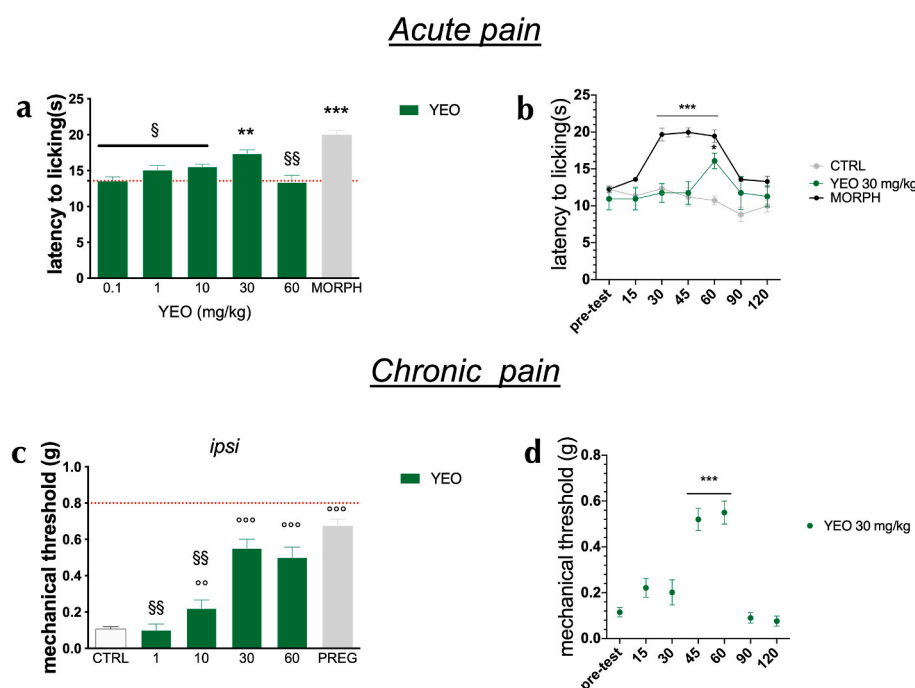 Acute pain
a
latency to licking(s)
25
20
15
10
5
0
§
**
§§
***
YEO
0.1 1 10 30 60 MORPH
YEO (mg/kg)
b
latency to licking(s)
25
20
15
10
5
0
***
*
CTRL
YEO 30 mg/kg
MORPH
pre-test 15 30 45 60 90 120
Chronic pain
c
ipsi
mechanical threshold (g)
1.0
0.8
0.6
0.4
0.2
0.0
§§
§§
°°
°°°
°°°
°°°
YEO
CTRL 1 10 30 60 PREG
d
mechanical threshold (g)
0.8
0.6
0.4
0.2
0.0
***
YEO 30 mg/kg
pre-test 15 30 45 60 90 120